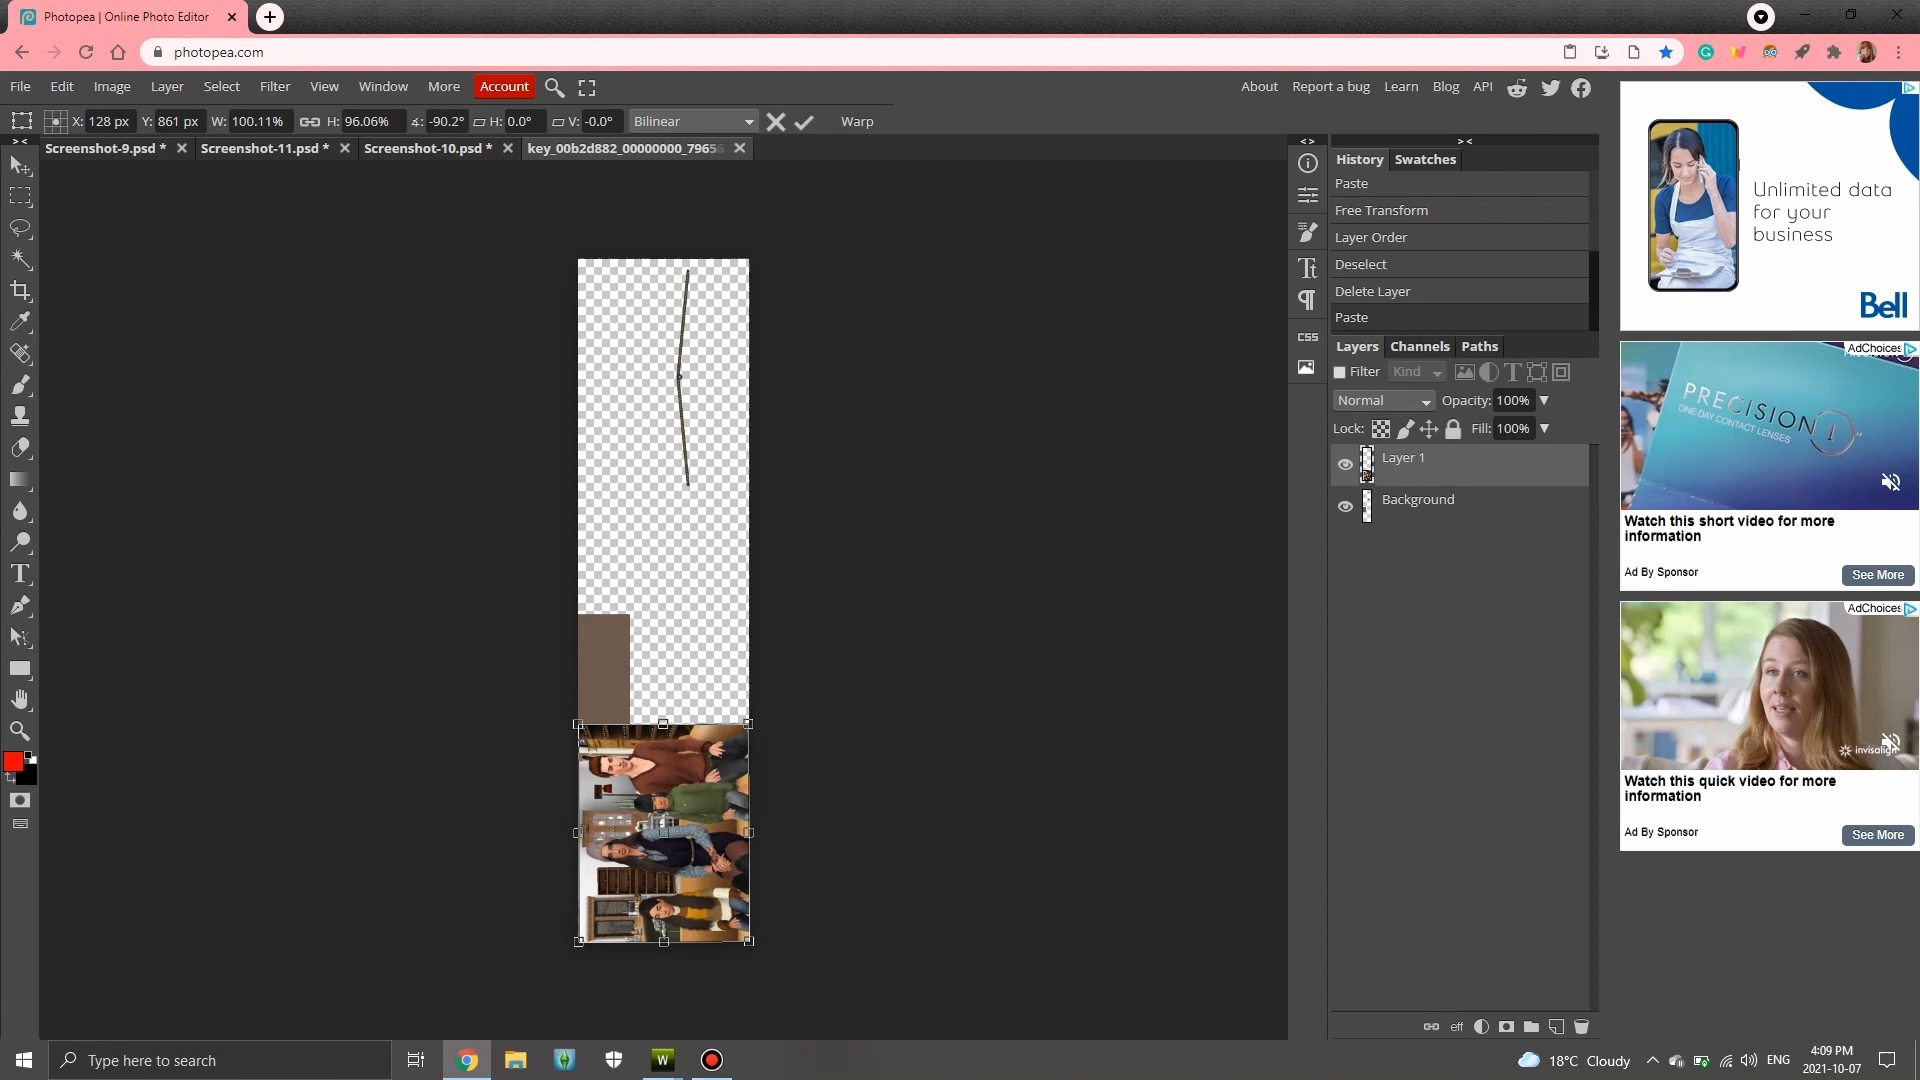 Photopea | Online Photo Editor
photopea.com
File Edit Image Layer Select Filter View Window More Account
About Report a bug Learn Blog API
X: 128 px Y: 861 px W: 100.11% H: 96.06% -90.2° H: 0.0° V: -0.0° Bilinear Warp
Screenshot-9.psd * Screenshot-11.psd * Screenshot-10.psd * key_00b2d882_00000000_79656
History Swatches
Paste
Free Transform
Layer Order
Deselect
Delete Layer
Paste
CSS
Layers Channels Paths
Filter Kind
Normal Opacity: 100%
Lock: Fill: 100%
Layer 1
Background
eff
Unlimited data
for your
business
Bell
AdChoices
PRECISION 1
ONE-DAY CONTACT LENSES
Watch this short video for more
information
Ad By Sponsor
See More
AdChoices
invisalign
Watch this quick video for more
information
Ad By Sponsor
See More
Type here to search
W
18°C Cloudy
ENG
4:09 PM
2021-10-07